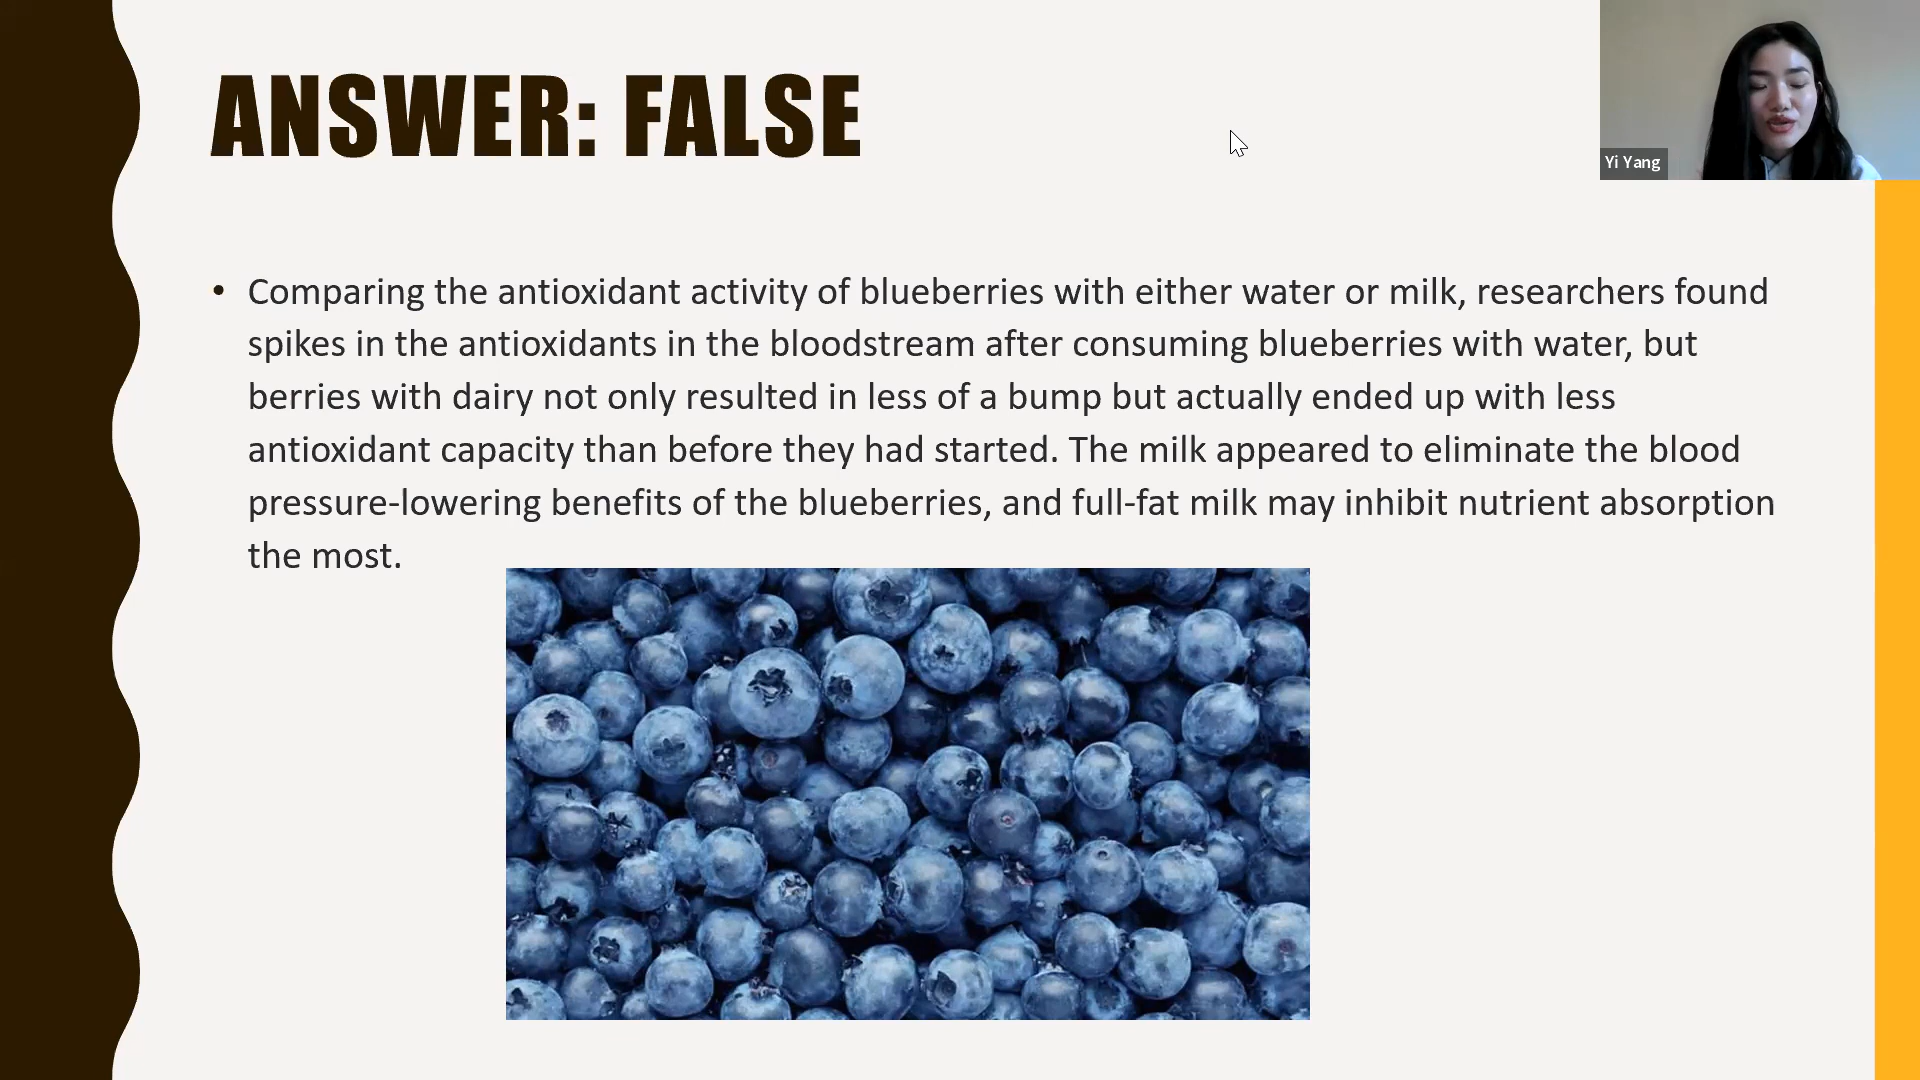 ANSWER: FALSE
Yi Yang
• Comparing the antioxidant activity of blueberries with either water or milk, researchers found
spikes in the antioxidants in the bloodstream after consuming blueberries with water, but
berries with dairy not only resulted in less of a bump but actually ended up with less
antioxidant capacity than before they had started. The milk appeared to eliminate the blood
pressure-lowering benefits of the blueberries, and full-fat milk may inhibit nutrient absorption
the most.